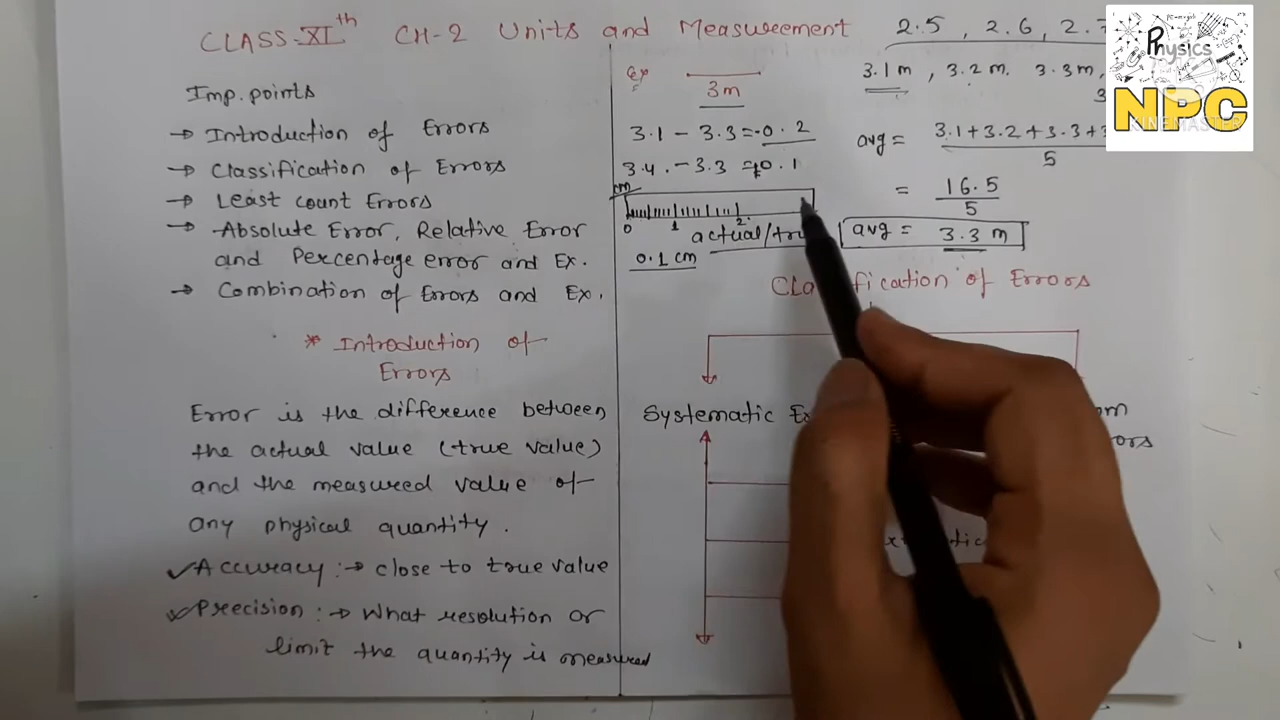 CLASS-XIth CH-2 Units and Measurement
Imp. points
→ Introduction of Errors
→ Classification of Errors
→ Least count Errors
→ Absolute Error, Relative Error
and Percentage error and Ex.
→ Combination of Errors and Ex.
* Introduction of
Errors
Error is the difference between
the actual value (true value)
and the measured value of
any physical quantity.
✓Accuracy :→ close to true value
✓Precision :→ What resolution or
limit the quantity is measured
2.5 , 2.6 , 2.7
Ex
3m
3.1m , 3.2m. 3.3m,
3.1 - 3.3 = -0.2
3.4. - 3.3 = +0.1
avg = 3.1+3.2+3.3+3
5
= 16.5
5
avg = 3.3 m
cm
0 1 2
actual/tru
0.1 cm
Classification of Errors
Systematic
Physics
NPC
KINEMASTER